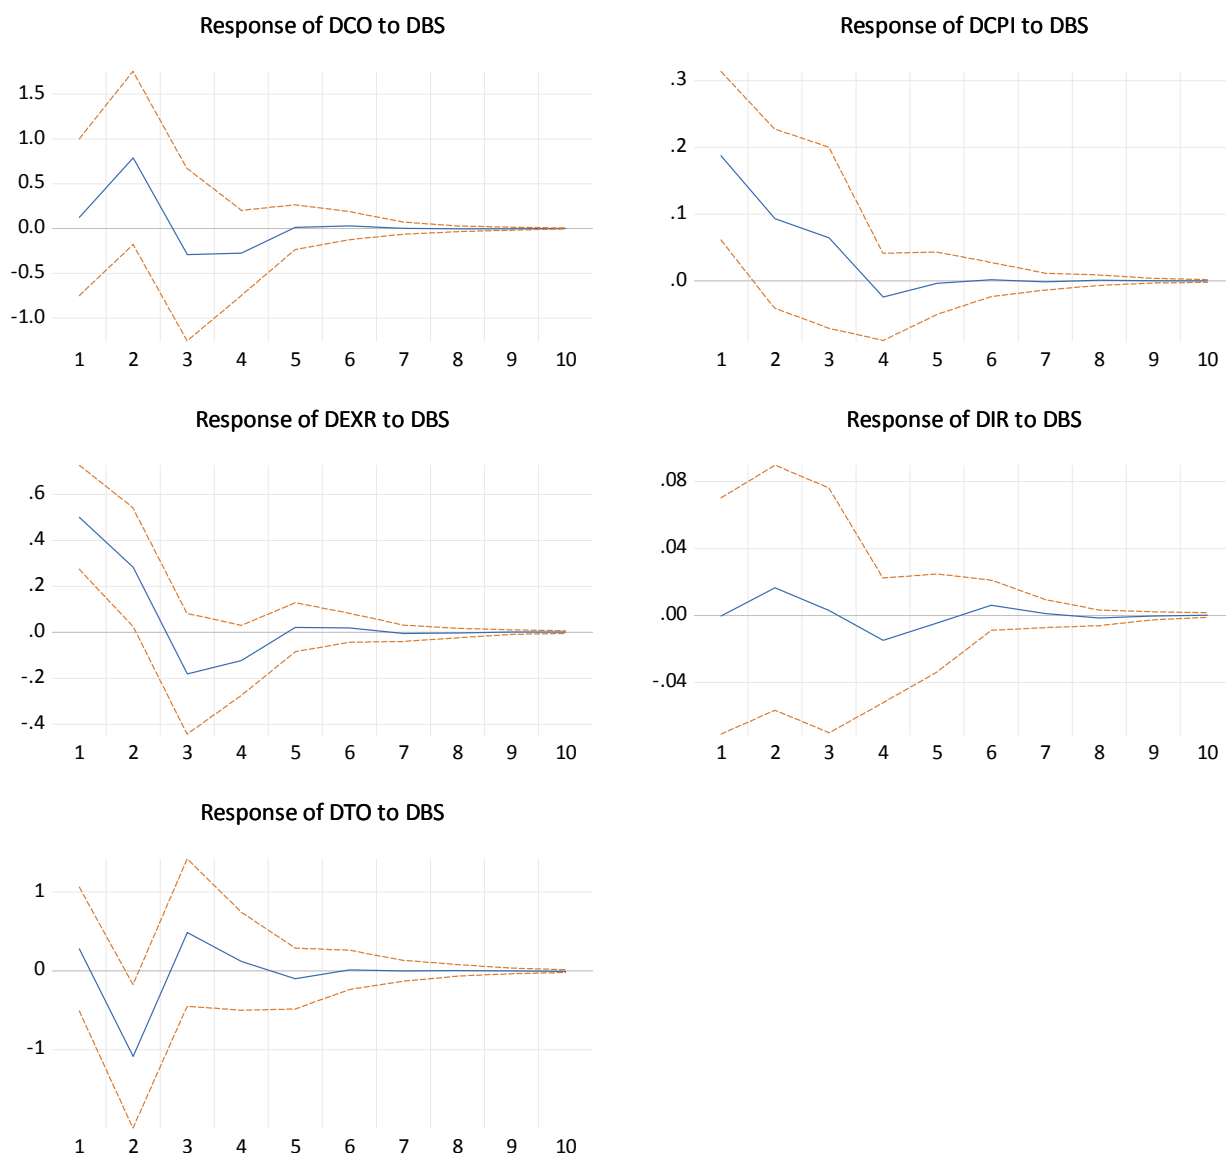 Response of DCO to DBS
1.5
1.0
0.5
0.0
-0.5
-1.0
1 2 3 4 5 6 7 8 9 10
Response of DCPI to DBS
.3
.2
.1
.0
1 2 3 4 5 6 7 8 9 10
Response of DEXR to DBS
.6
.4
.2
.0
-.2
-.4
1 2 3 4 5 6 7 8 9 10
Response of DIR to DBS
.08
.04
.00
-.04
1 2 3 4 5 6 7 8 9 10
Response of DTO to DBS
1
0
-1
1 2 3 4 5 6 7 8 9 10